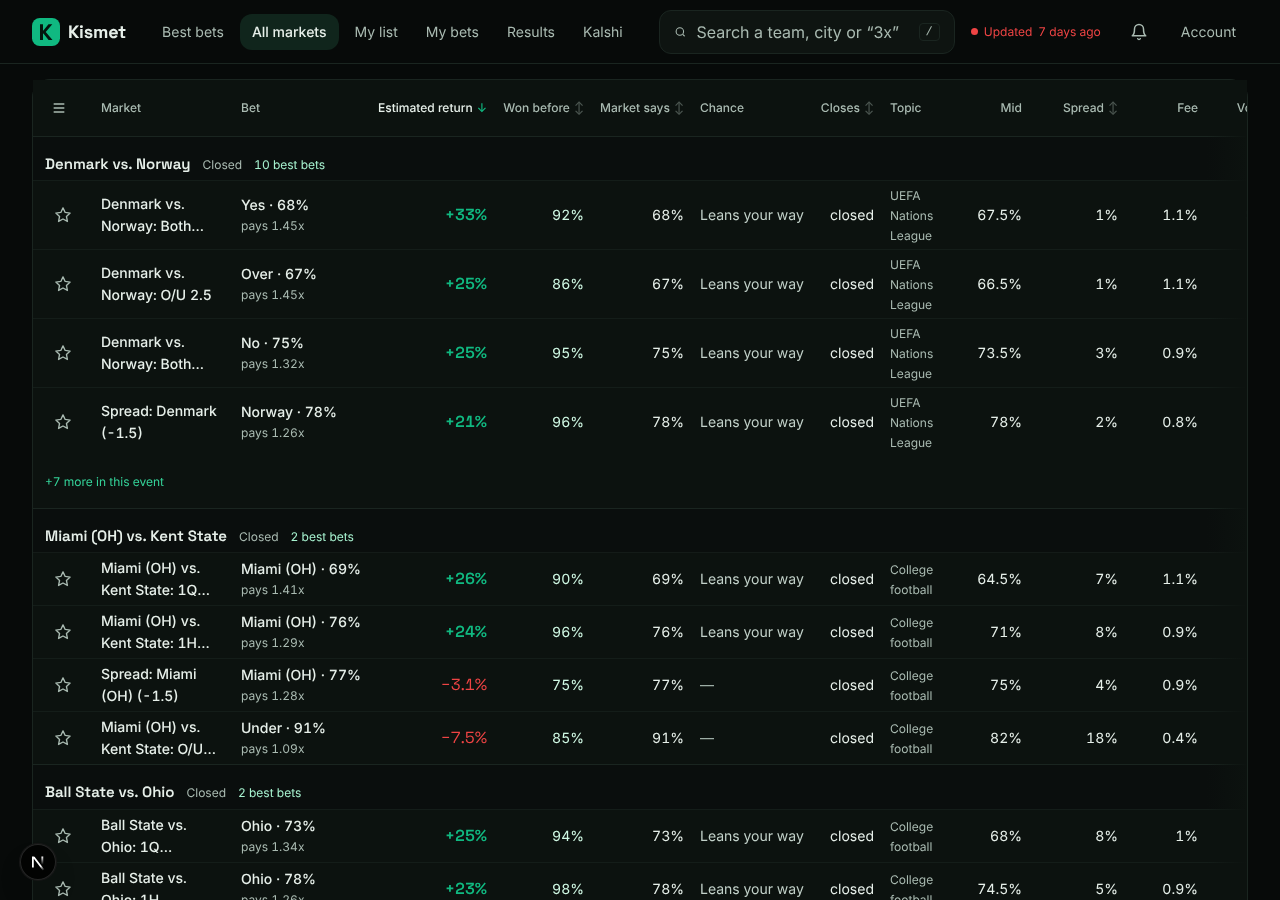 Kismet
Best bets
All markets
My list
My bets
Results
Kalshi
Search a team, city or “3x”
/
Updated 7 days ago
Account
Market
Bet
Estimated return ↓
Won before
Market says
Chance
Closes
Topic
Mid
Spread
Fee
Denmark vs. Norway Closed 10 best bets
Denmark vs.
Norway: Both...
Yes · 68%
pays 1.45x
+33%
92%
68%
Leans your way
closed
UEFA
Nations
League
67.5%
1%
1.1%
Denmark vs.
Norway: O/U 2.5
Over · 67%
pays 1.45x
+25%
86%
67%
Leans your way
closed
UEFA
Nations
League
66.5%
1%
1.1%
Denmark vs.
Norway: Both...
No · 75%
pays 1.32x
+25%
95%
75%
Leans your way
closed
UEFA
Nations
League
73.5%
3%
0.9%
Spread: Denmark
(-1.5)
Norway · 78%
pays 1.26x
+21%
96%
78%
Leans your way
closed
UEFA
Nations
League
78%
2%
0.8%
+7 more in this event
Miami (OH) vs. Kent State Closed 2 best bets
Miami (OH) vs.
Kent State: 1Q...
Miami (OH) · 69%
pays 1.41x
+26%
90%
69%
Leans your way
closed
College
football
64.5%
7%
1.1%
Miami (OH) vs.
Kent State: 1H...
Miami (OH) · 76%
pays 1.29x
+24%
96%
76%
Leans your way
closed
College
football
71%
8%
0.9%
Spread: Miami
(OH) (-1.5)
Miami (OH) · 77%
pays 1.28x
−3.1%
75%
77%
—
closed
College
football
75%
4%
0.9%
Miami (OH) vs.
Kent State: O/U...
Under · 91%
pays 1.09x
−7.5%
85%
91%
—
closed
College
football
82%
18%
0.4%
Ball State vs. Ohio Closed 2 best bets
Ball State vs.
Ohio: 1Q...
Ohio · 73%
pays 1.34x
+25%
94%
73%
Leans your way
closed
College
football
68%
8%
1%
Ball State vs.
Ohio: 1H...
Ohio · 78%
pays 1.26x
+23%
98%
78%
Leans your way
closed
College
football
74.5%
5%
0.9%